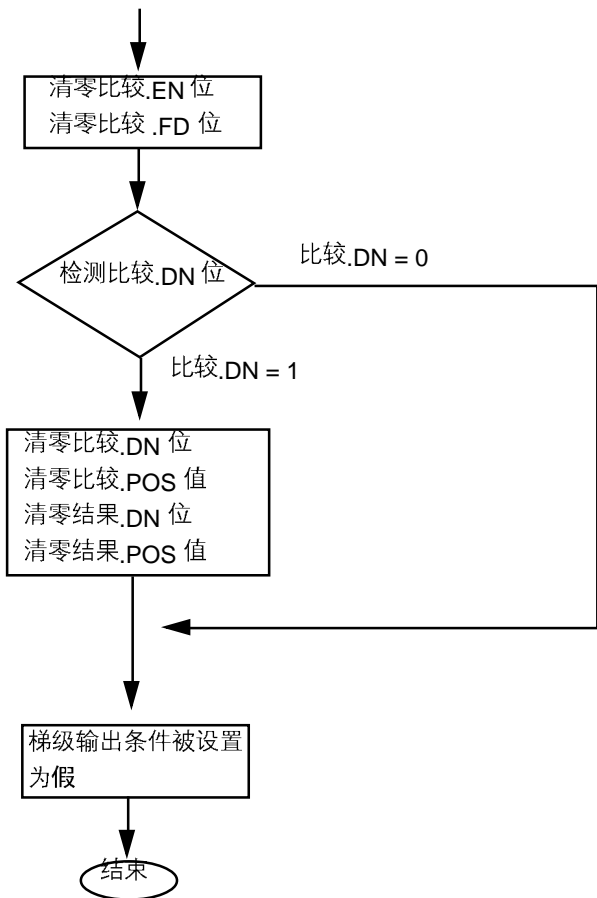 清零比较.EN 位
清零比较 .FD 位
检测比较.DN 位
比较.DN = 0
比较.DN = 1
清零比较.DN 位
清零比较.POS 值
清零结果.DN 位
清零结果.POS 值
梯级输出条件被设置
为假
结束